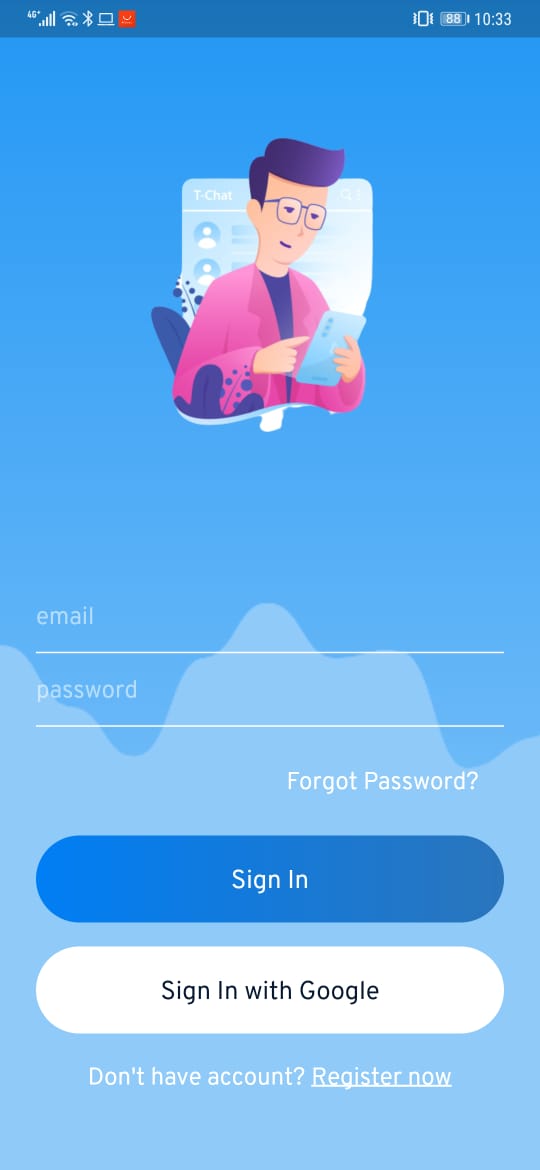 4G+ 88 10:33
T-Chat
email
password
Forgot Password?
Sign In
Sign In with Google
Don't have account? Register now